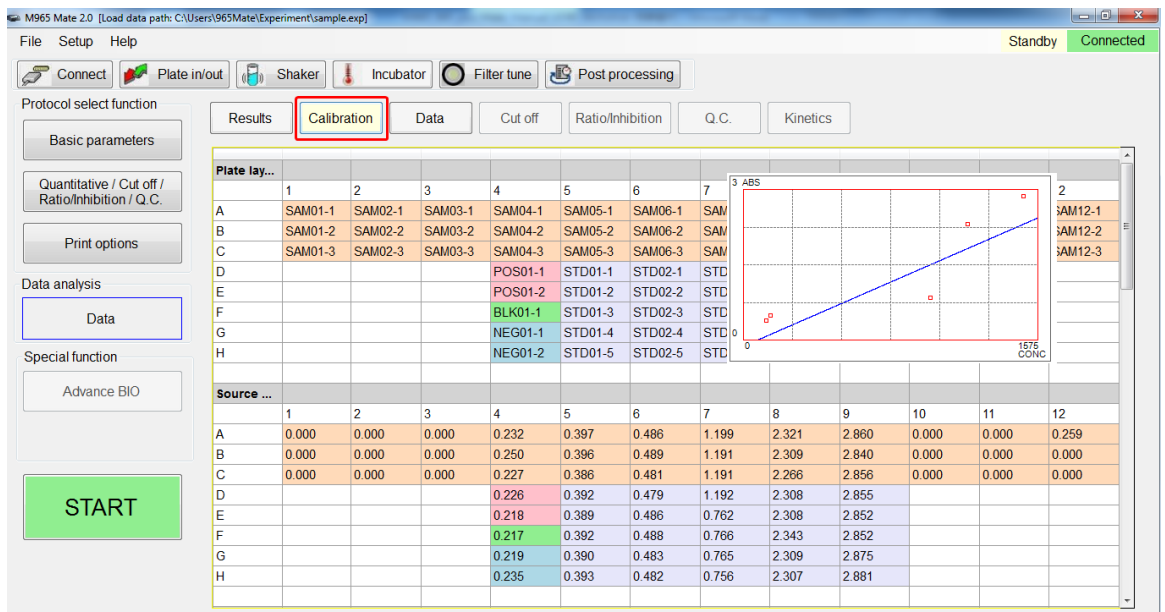 M965 Mate 2.0 [Load data path: C:\Users\965Mate\Experiment\sample.exp]
File Setup Help Standby Connected
Connect Plate in/out Shaker Incubator Filter tune Post processing
Protocol select function
Basic parameters
Quantitative / Cut off /
Ratio/Inhibition / Q.C.
Print options
Data analysis
Data
Special function
Advance BIO
START
Results Calibration Data Cut off Ratio/Inhibition Q.C. Kinetics
Plate lay...
1 2 3 4 5 6 7 2
A SAM01-1 SAM02-1 SAM03-1 SAM04-1 SAM05-1 SAM06-1 SAM SAM12-1
B SAM01-2 SAM02-2 SAM03-2 SAM04-2 SAM05-2 SAM06-2 SAM SAM12-2
C SAM01-3 SAM02-3 SAM03-3 SAM04-3 SAM05-3 SAM06-3 SAM SAM12-3
D POS01-1 STD01-1 STD02-1 STD
E POS01-2 STD01-2 STD02-2 STD
F BLK01-1 STD01-3 STD02-3 STD
G NEG01-1 STD01-4 STD02-4 STD
H NEG01-2 STD01-5 STD02-5 STD
3 ABS
0
0 1575
CONC
Source ...
1 2 3 4 5 6 7 8 9 10 11 12
A 0.000 0.000 0.000 0.232 0.397 0.486 1.199 2.321 2.860 0.000 0.000 0.259
B 0.000 0.000 0.000 0.250 0.396 0.489 1.191 2.309 2.840 0.000 0.000 0.000
C 0.000 0.000 0.000 0.227 0.386 0.481 1.191 2.266 2.856 0.000 0.000 0.000
D 0.226 0.392 0.479 1.192 2.308 2.855
E 0.218 0.389 0.486 0.762 2.308 2.852
F 0.217 0.392 0.488 0.766 2.343 2.852
G 0.219 0.390 0.483 0.765 2.309 2.875
H 0.235 0.393 0.482 0.756 2.307 2.881